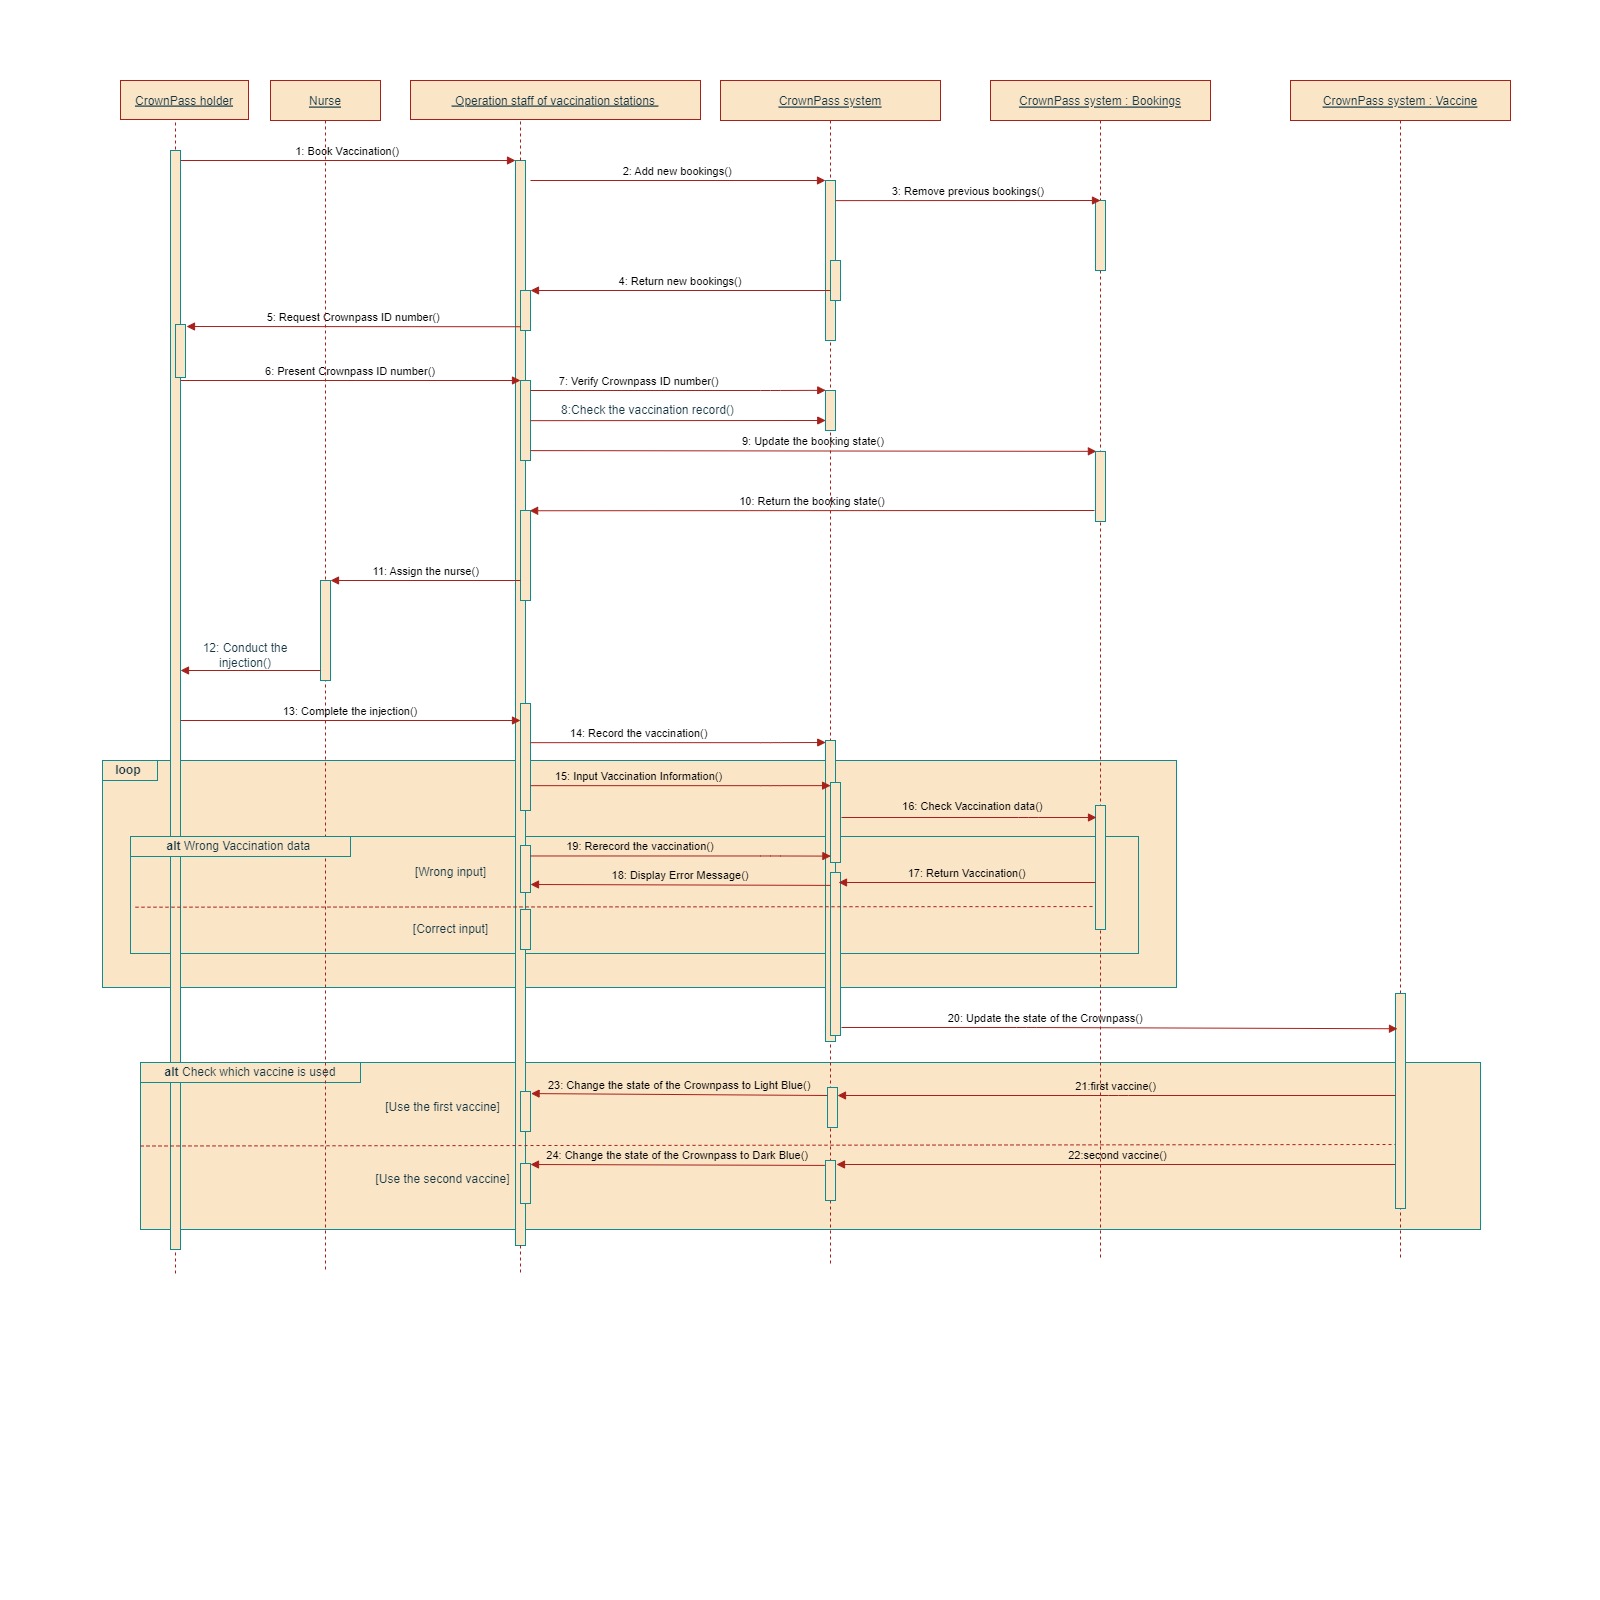 CrownPass holder
Nurse
Operation staff of vaccination stations
CrownPass system
CrownPass system : Bookings
CrownPass system : Vaccine
1: Book Vaccination()
2: Add new bookings()
3: Remove previous bookings()
4: Return new bookings()
5: Request Crownpass ID number()
6: Present Crownpass ID number()
7: Verify Crownpass ID number()
8:Check the vaccination record()
9: Update the booking state()
10: Return the booking state()
11: Assign the nurse()
12: Conduct the
injection()
13: Complete the injection()
14: Record the vaccination()
loop
15: Input Vaccination Information()
16: Check Vaccination data()
alt Wrong Vaccination data
19: Rerecord the vaccination()
[Wrong input]
18: Display Error Message()
17: Return Vaccination()
[Correct input]
20: Update the state of the Crownpass()
alt Check which vaccine is used
23: Change the state of the Crownpass to Light Blue()
21:first vaccine()
[Use the first vaccine]
24: Change the state of the Crownpass to Dark Blue()
22:second vaccine()
[Use the second vaccine]